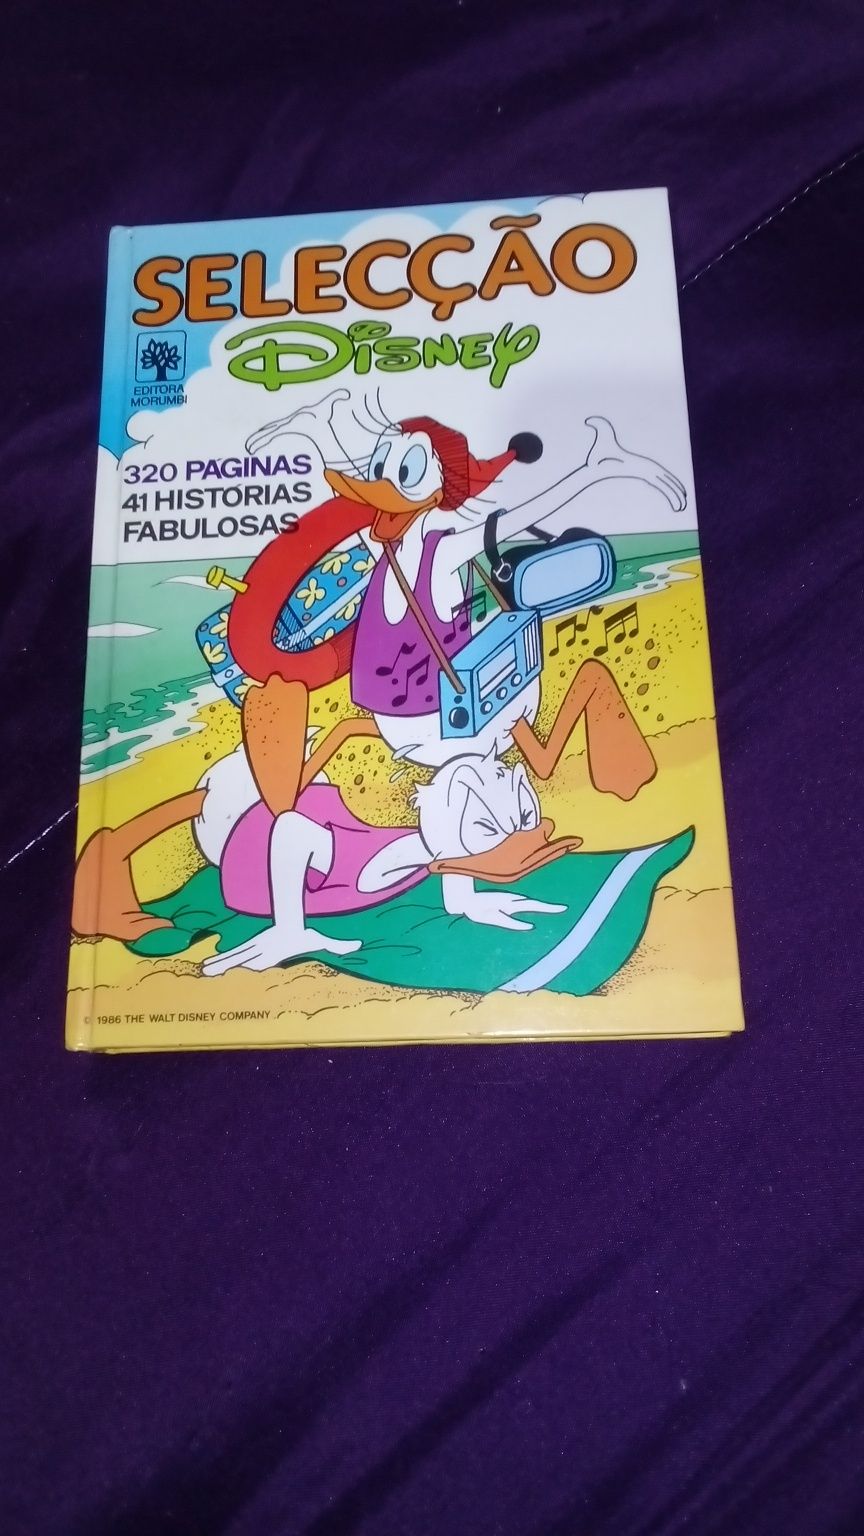 SELECÇÃO
Disney
EDITORA
MORUMBI
320 PÁGINAS
41 HISTÓRIAS
FABULOSAS
© 1986 THE WALT DISNEY COMPANY